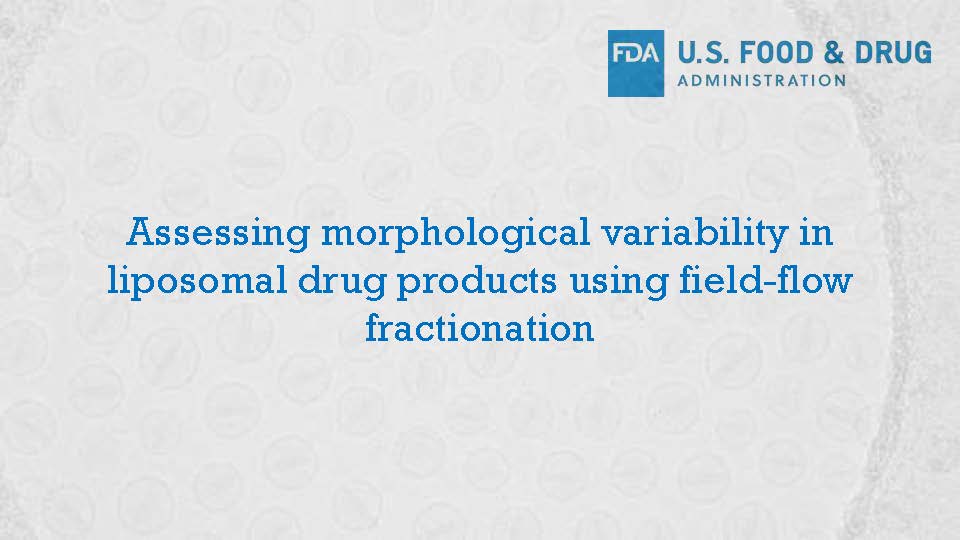 FDA U.S. FOOD & DRUG
ADMINISTRATION
Assessing morphological variability in
liposomal drug products using field-flow
fractionation